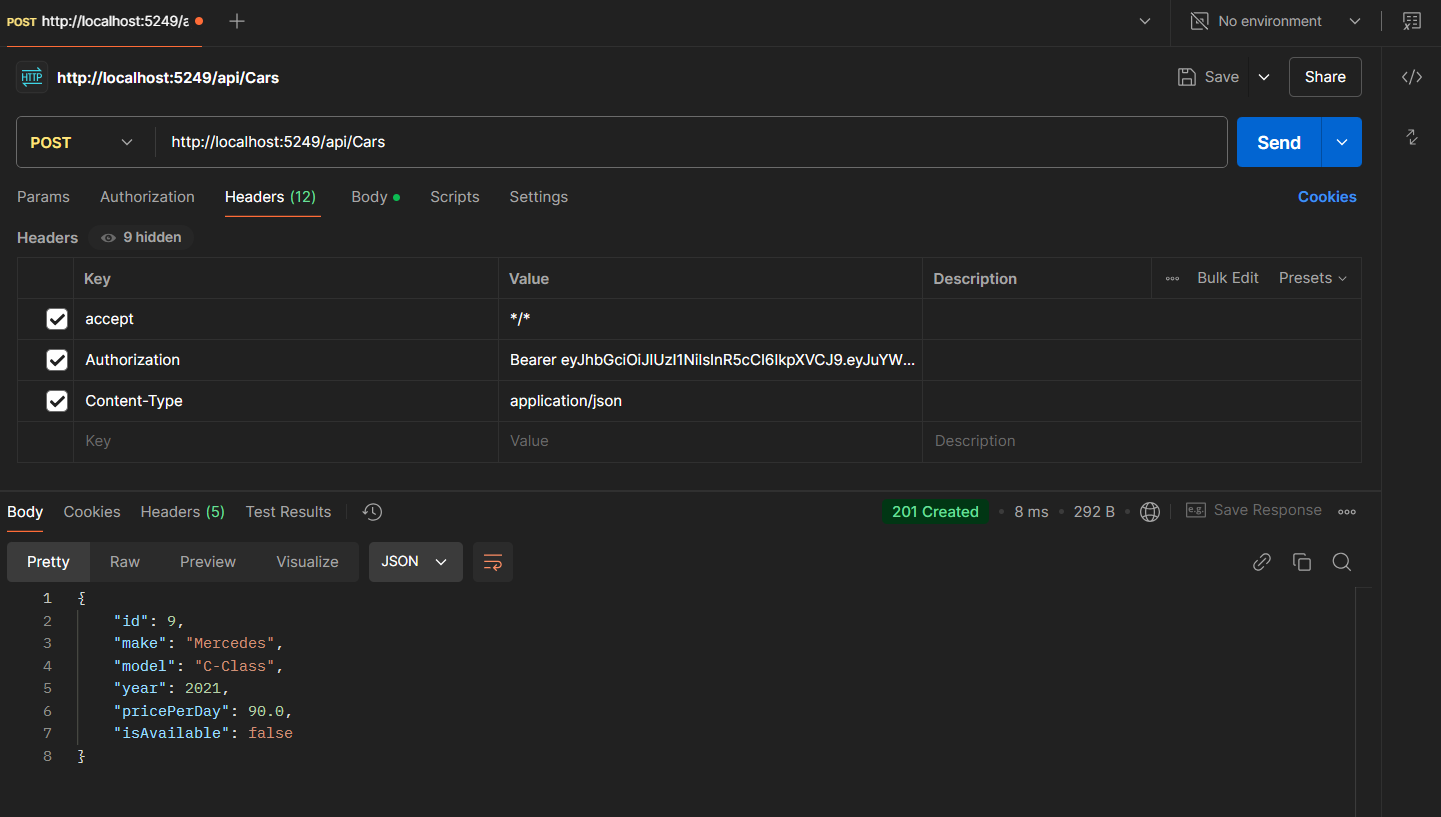 POST http://localhost:5249/a
No environment
HTTP http://localhost:5249/api/Cars
Save
Share
POST http://localhost:5249/api/Cars
Send
Params Authorization Headers (12) Body Scripts Settings Cookies
Headers 9 hidden
Key Value Description Bulk Edit Presets
accept */*
Authorization Bearer eyJhbGciOiJIUzI1NiIsInR5cCI6IkpXVCJ9.eyJuYW...
Content-Type application/json
Key Value Description
Body Cookies Headers (5) Test Results 201 Created • 8 ms • 292 B • e.g. Save Response
Pretty Raw Preview Visualize JSON
1 {
2 "id": 9,
3 "make": "Mercedes",
4 "model": "C-Class",
5 "year": 2021,
6 "pricePerDay": 90.0,
7 "isAvailable": false
8 }